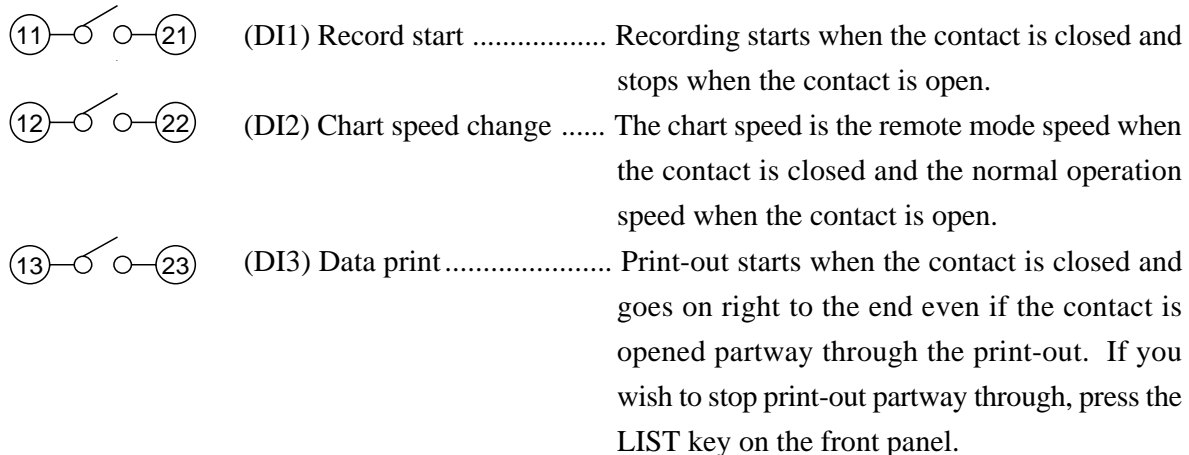 11 21 (DI1) Record start .................. Recording starts when the contact is closed and
stops when the contact is open.
12 22 (DI2) Chart speed change ...... The chart speed is the remote mode speed when
the contact is closed and the normal operation
speed when the contact is open.
13 23 (DI3) Data print ...................... Print-out starts when the contact is closed and
goes on right to the end even if the contact is
opened partway through the print-out. If you
wish to stop print-out partway through, press the
LIST key on the front panel.